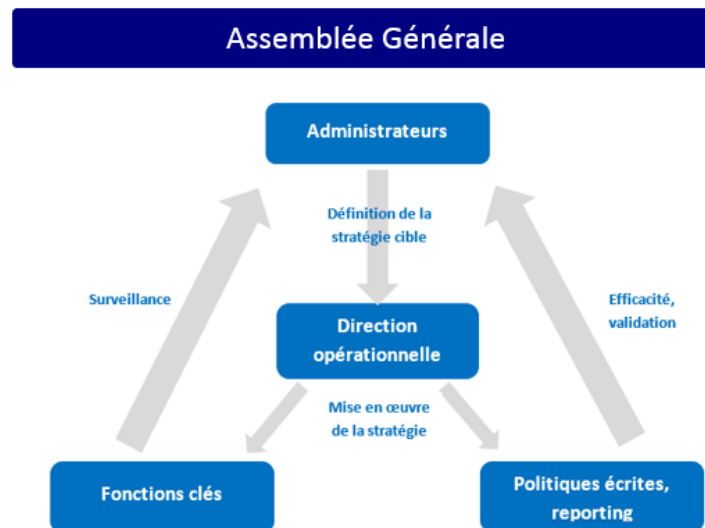 Assemblée Générale
Administrateurs
Définition de la
stratégie cible
Surveillance
Efficacité,
validation
Direction
opérationnelle
Mise en œuvre
de la stratégie
Fonctions clés
Politiques écrites,
reporting